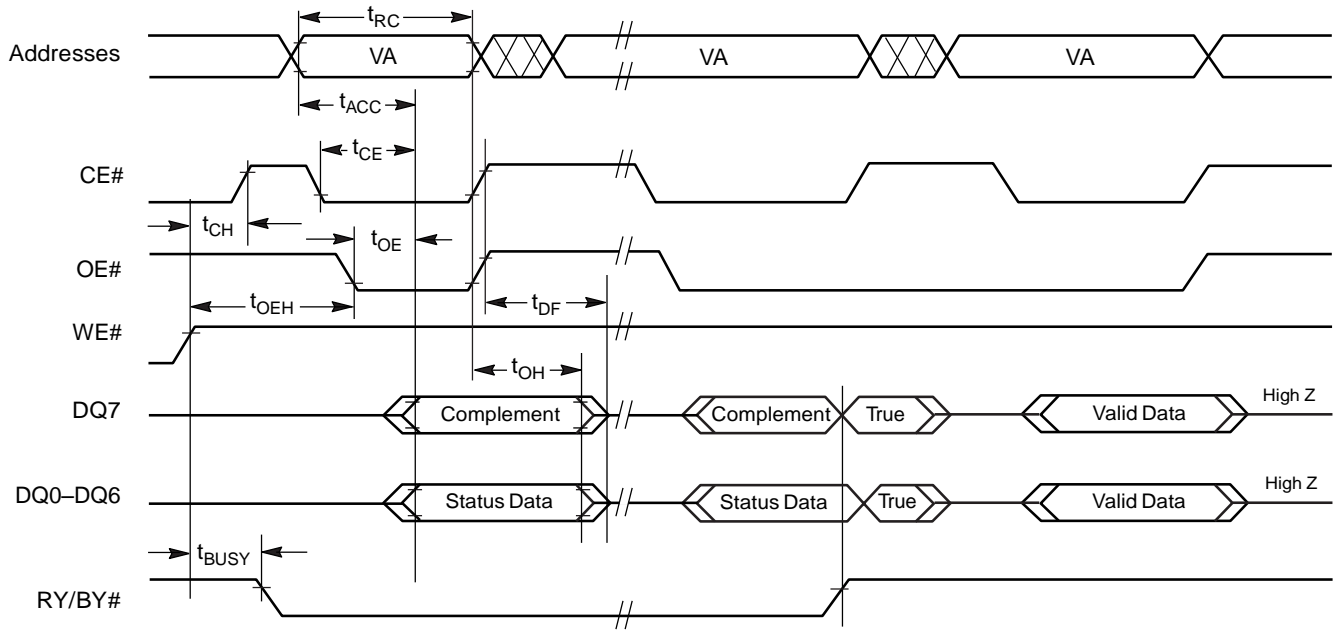 tRC
Addresses VA VA VA
tACC
tCE
CE#
tCH tOE
OE#
tOEH tDF
WE#
tOH
DQ7 Complement Complement True Valid Data High Z
DQ0–DQ6 Status Data Status Data True Valid Data High Z
tBUSY
RY/BY#